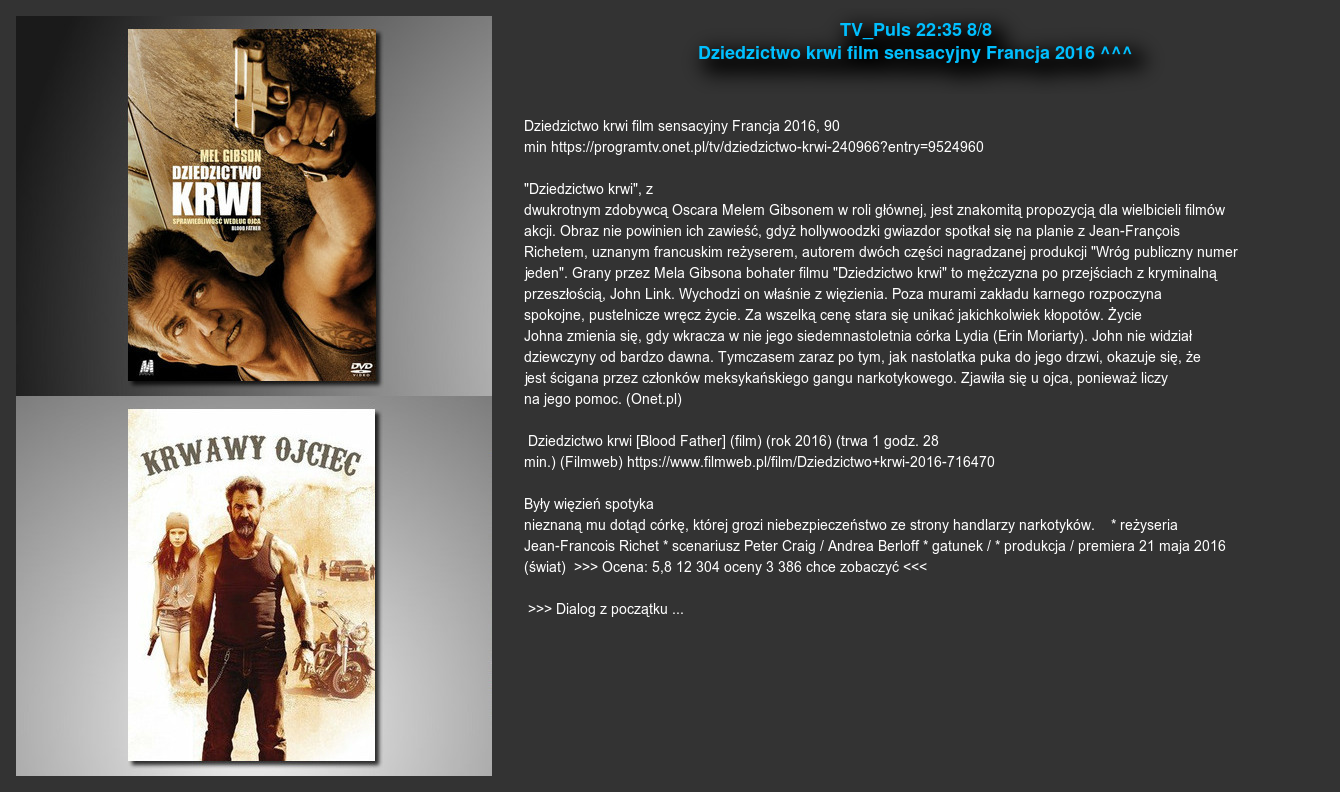 MEL GIBSON
DZIEDZICTWO
KRWI
SPRAWIEDLIWOŚĆ WEDŁUG OJCA
BLOOD FATHER
DVD
VIDEO
KRWAWY OJCIEC
TV_Puls 22:35 8/8
Dziedzictwo krwi film sensacyjny Francja 2016 ^^^
Dziedzictwo krwi film sensacyjny Francja 2016, 90
min https://programtv.onet.pl/tv/dziedzictwo-krwi-240966?entry=9524960
"Dziedzictwo krwi", z
dwukrotnym zdobywcą Oscara Melem Gibsonem w roli głównej, jest znakomitą propozycją dla wielbicieli filmów
akcji. Obraz nie powinien ich zawieść, gdyż hollywoodzki gwiazdor spotkał się na planie z Jean-François
Richetem, uznanym francuskim reżyserem, autorem dwóch części nagradzanej produkcji "Wróg publiczny numer
jeden". Grany przez Mela Gibsona bohater filmu "Dziedzictwo krwi" to mężczyzna po przejściach z kryminalną
przeszłością, John Link. Wychodzi on właśnie z więzienia. Poza murami zakładu karnego rozpoczyna
spokojne, pustelnicze wręcz życie. Za wszelką cenę stara się unikać jakichkolwiek kłopotów. Życie
Johna zmienia się, gdy wkracza w nie jego siedemnastoletnia córka Lydia (Erin Moriarty). John nie widział
dziewczyny od bardzo dawna. Tymczasem zaraz po tym, jak nastolatka puka do jego drzwi, okazuje się, że
jest ścigana przez członków meksykańskiego gangu narkotykowego. Zjawiła się u ojca, ponieważ liczy
na jego pomoc. (Onet.pl)
Dziedzictwo krwi [Blood Father] (film) (rok 2016) (trwa 1 godz. 28
min.) (Filmweb) https://www.filmweb.pl/film/Dziedzictwo+krwi-2016-716470
Były więzień spotyka
nieznaną mu dotąd córkę, której grozi niebezpieczeństwo ze strony handlarzy narkotyków. * reżyseria
Jean-Francois Richet * scenariusz Peter Craig / Andrea Berloff * gatunek / * produkcja / premiera 21 maja 2016
(świat) >>> Ocena: 5,8 12 304 oceny 3 386 chce zobaczyć <<<
>>> Dialog z początku ...